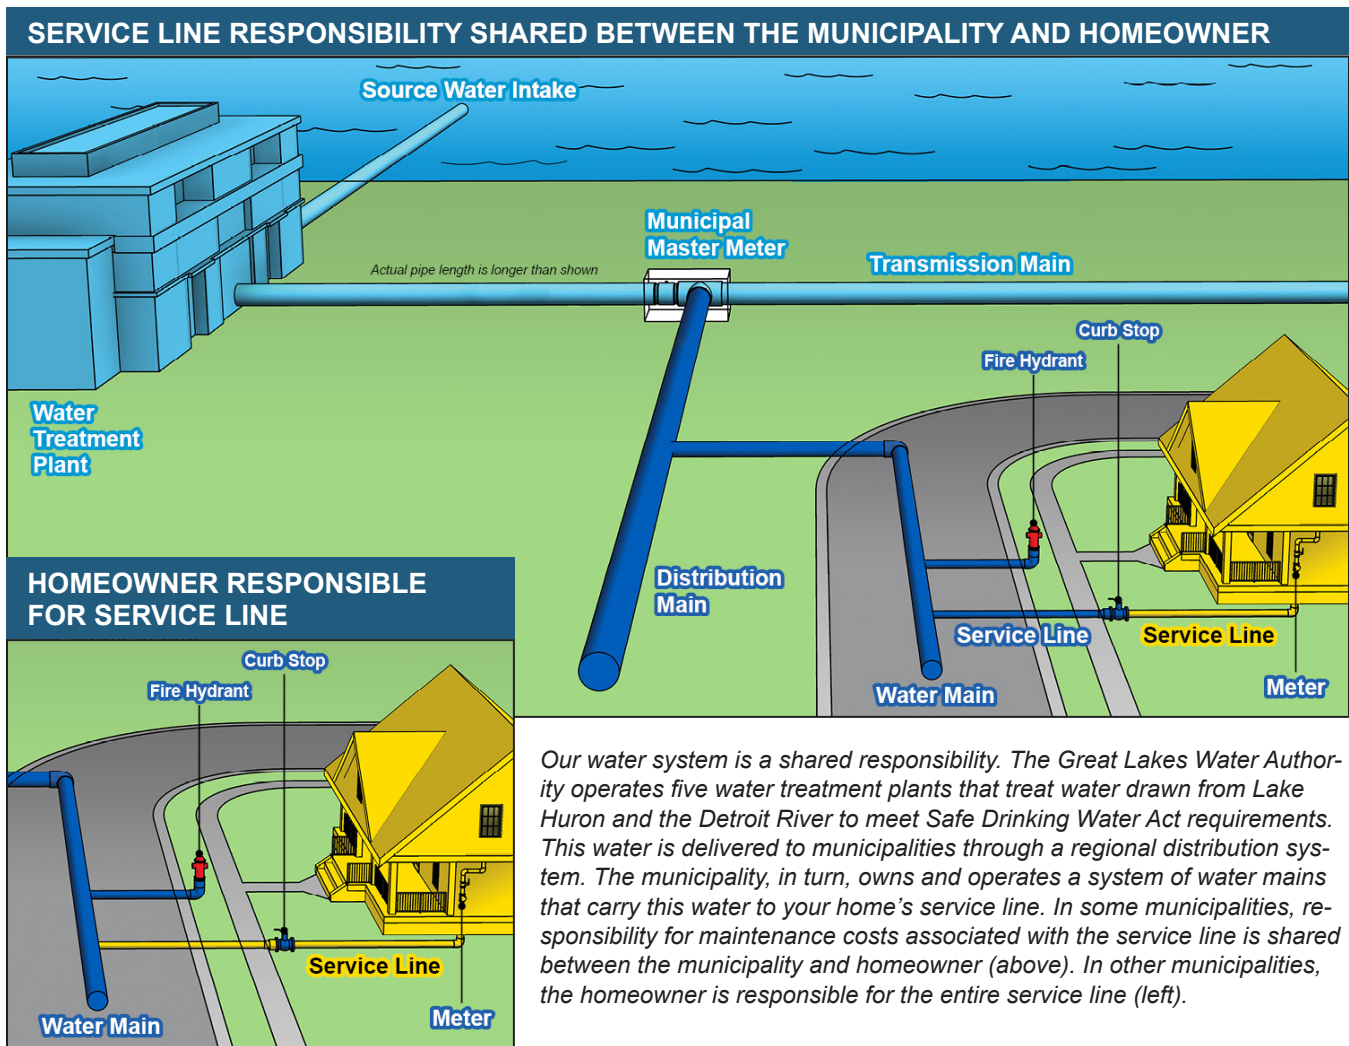 SERVICE LINE RESPONSIBILITY SHARED BETWEEN THE MUNICIPALITY AND HOMEOWNER
Source Water Intake
Municipal
Master Meter
Actual pipe length is longer than shown
Transmission Main
Curb Stop
Fire Hydrant
Water
Treatment
Plant
Distribution
Main
Service Line
Service Line
Water Main
Meter
HOMEOWNER RESPONSIBLE
FOR SERVICE LINE
Curb Stop
Fire Hydrant
Service Line
Water Main
Meter
Our water system is a shared responsibility. The Great Lakes Water Author-
ity operates five water treatment plants that treat water drawn from Lake
Huron and the Detroit River to meet Safe Drinking Water Act requirements.
This water is delivered to municipalities through a regional distribution sys-
tem. The municipality, in turn, owns and operates a system of water mains
that carry this water to your home's service line. In some municipalities, re-
sponsibility for maintenance costs associated with the service line is shared
between the municipality and homeowner (above). In other municipalities,
the homeowner is responsible for the entire service line (left).